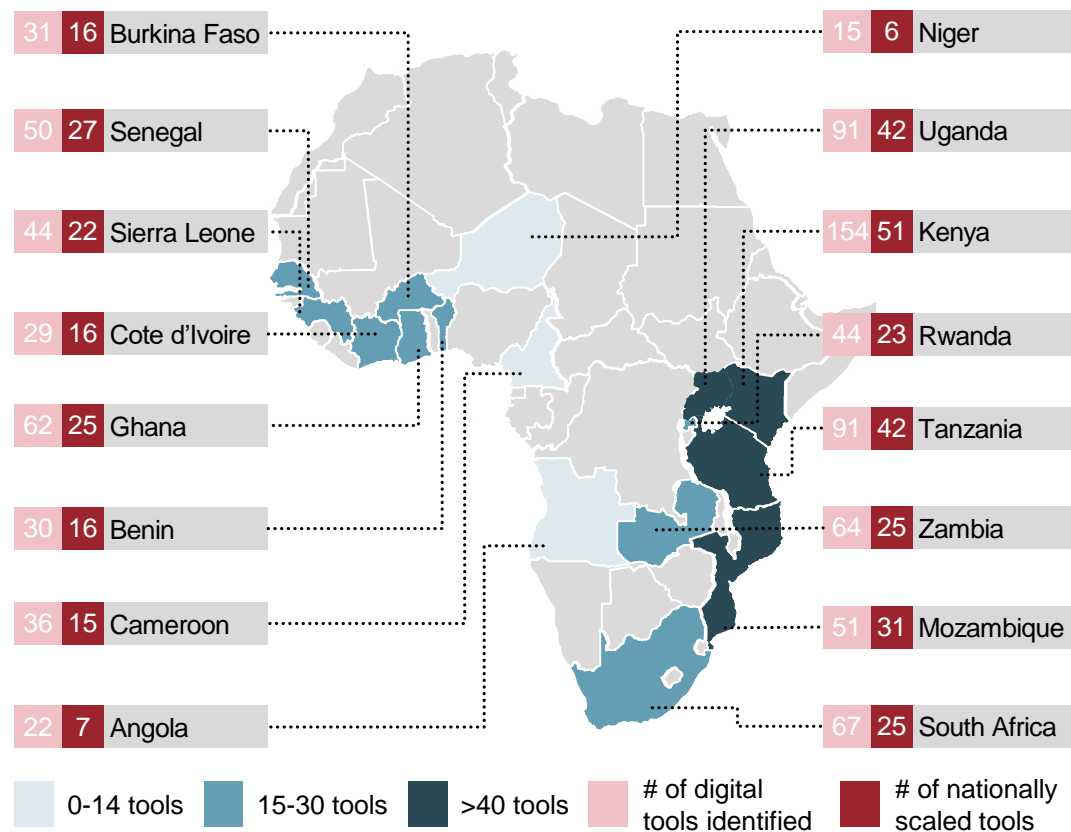 31 16 Burkina Faso
50 27 Senegal
44 22 Sierra Leone
29 16 Cote d'Ivoire
62 25 Ghana
30 16 Benin
36 15 Cameroon
22 7 Angola
15 6 Niger
91 42 Uganda
154 51 Kenya
44 23 Rwanda
91 42 Tanzania
64 25 Zambia
51 31 Mozambique
67 25 South Africa
0-14 tools
15-30 tools
>40 tools
# of digital
tools identified
# of nationally
scaled tools